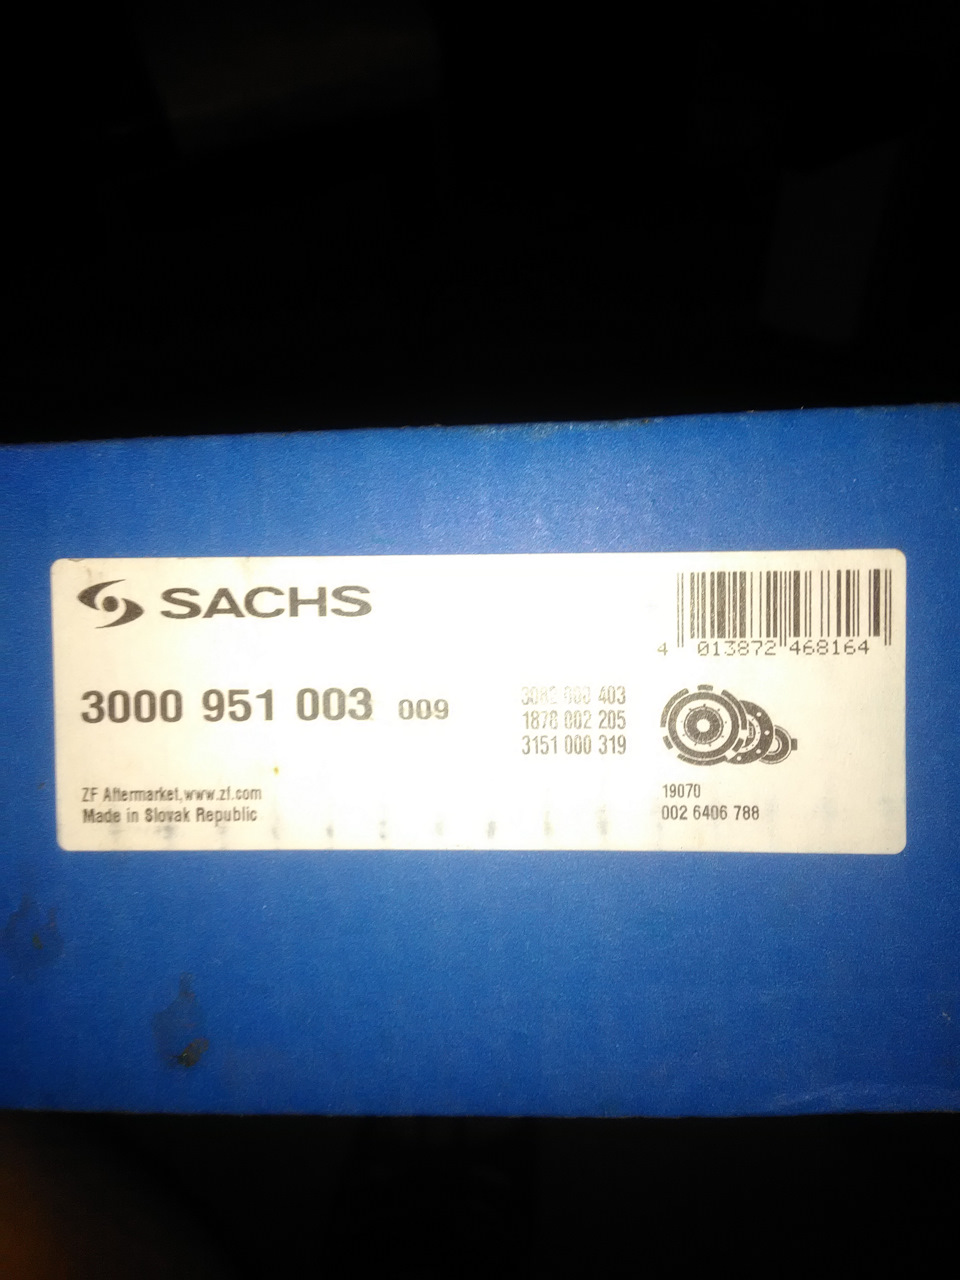 SACHS
4 013872 468164
3000 951 003 009
403
1878 002 205
3151 000 319
ZF Aftermarket, www.zf.com
Made in Slovak Republic
19070
002 6406 788